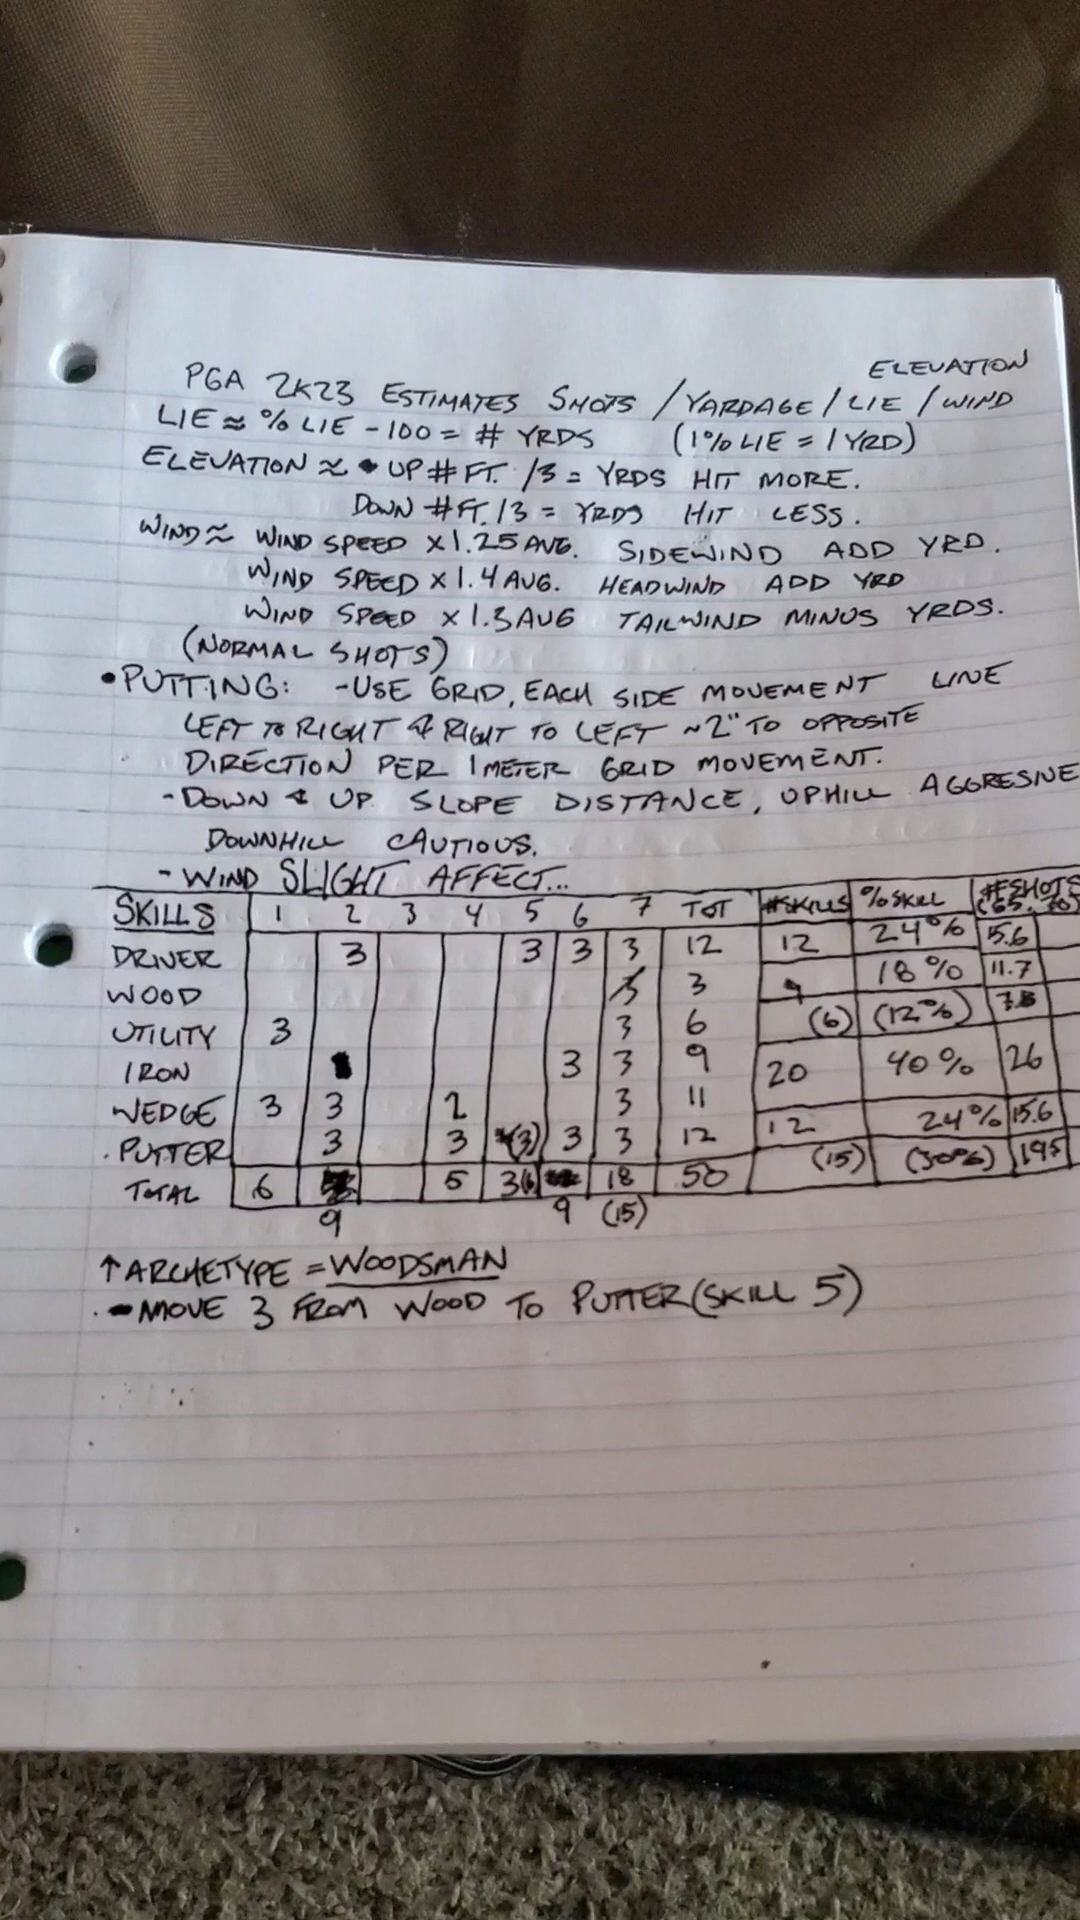 ELEVATION
PGA 2K23 ESTIMATES SHOTS / YARDAGE / LIE / WIND
LIE ≈ % LIE - 100 = # YRDS (1% LIE = 1 YRD)
ELEVATION ≈ • UP # FT. /3 = YRDS HIT MORE.
DOWN # FT. /3 = YRDS HIT LESS.
WIND ≈ WIND SPEED X 1.25 AVG. SIDEWIND ADD YRD.
WIND SPEED X 1.4 AVG. HEADWIND ADD YRD
WIND SPEED X 1.3 AVG TAILWIND MINUS YRDS.
(NORMAL SHOTS)
• PUTTING: - USE GRID, EACH SIDE MOVEMENT LINE
LEFT TO RIGHT & RIGHT TO LEFT ~2" TO OPPOSITE
DIRECTION PER 1 METER GRID MOVEMENT.
- DOWN & UP SLOPE DISTANCE, UPHILL AGGRESIVE
DOWNHILL CAUTIOUS.
- WIND SLIGHT AFFECT...
SKILLS 1 2 3 4 5 6 7 TOT #SKILLS % SKILL # SHOTS
DRIVER 3 3 3 3 12 12 24% 15.6
WOOD 3 3 9 18% 11.7
UTILITY 3 3 6 (6) (12%) 7.8
IRON 3 3 9 20 40% 26
WEDGE 3 3 2 3 11
PUTTER 3 3 (3) 3 3 12 12 24% 15.6
(15) (30%) 19.5
TOTAL 6 5 3 18 50
9 9 (15)
↑ ARCHETYPE = WOODSMAN
- MOVE 3 FROM WOOD TO PUTTER (SKILL 5)